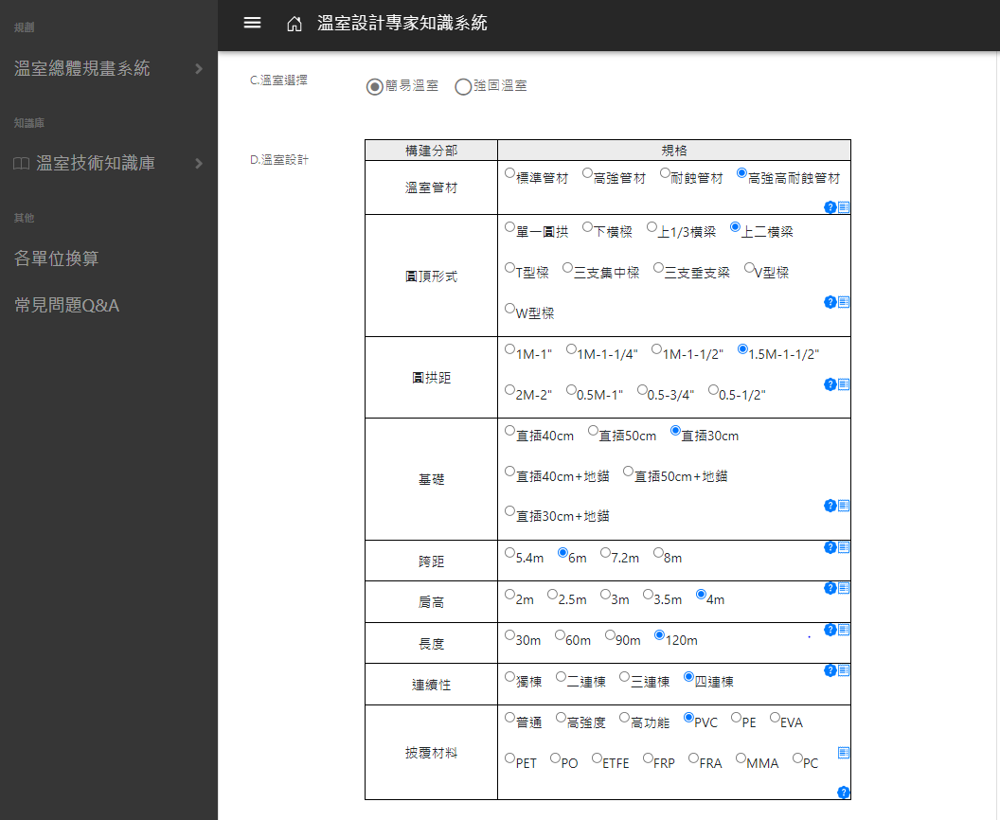 規劃
溫室總體規畫系統
知識庫
溫室技術知識庫
其他
各單位換算
常見問題Q&A
溫室設計專家知識系統
C.溫室選擇
簡易溫室 強固溫室
D.溫室設計
構建分部 規格
溫室管材
標準管材 高強管材 耐蝕管材 高強高耐蝕管材
圓頂形式
單一圓拱 下橫樑 上1/3橫梁 上二橫梁
T型樑 三支集中樑 三支垂支梁 V型樑
W型樑
圓拱距
1M-1" 1M-1-1/4" 1M-1-1/2" 1.5M-1-1/2"
2M-2" 0.5M-1" 0.5-3/4" 0.5-1/2"
基礎
直插40cm 直插50cm 直插30cm
直插40cm+地錨 直插50cm+地錨
直插30cm+地錨
跨距
5.4m 6m 7.2m 8m
肩高
2m 2.5m 3m 3.5m 4m
長度
30m 60m 90m 120m
連續性
獨棟 二連棟 三連棟 四連棟
披覆材料
普通 高強度 高功能 PVC PE EVA
PET PO ETFE FRP FRA MMA PC